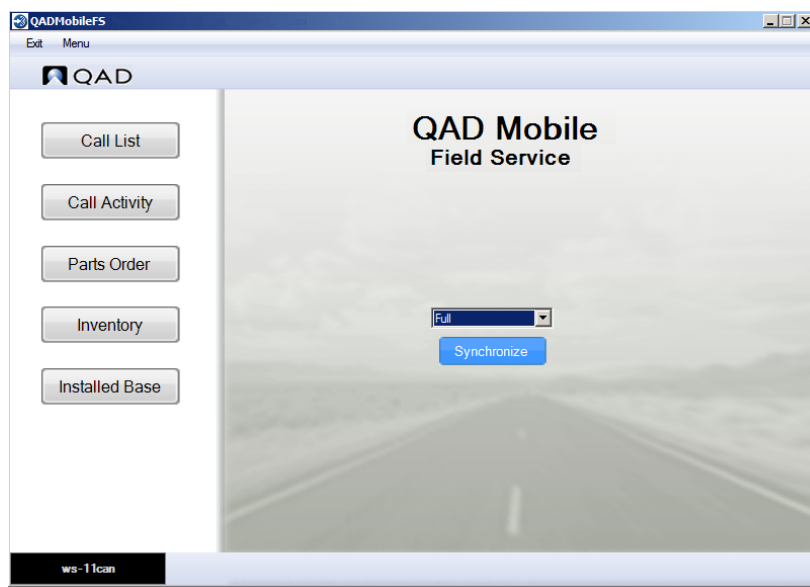 QADMobileFS
Exit Menu
QAD
Call List
Call Activity
Parts Order
Inventory
Installed Base
QAD Mobile
Field Service
Full
Synchronize
ws-11can